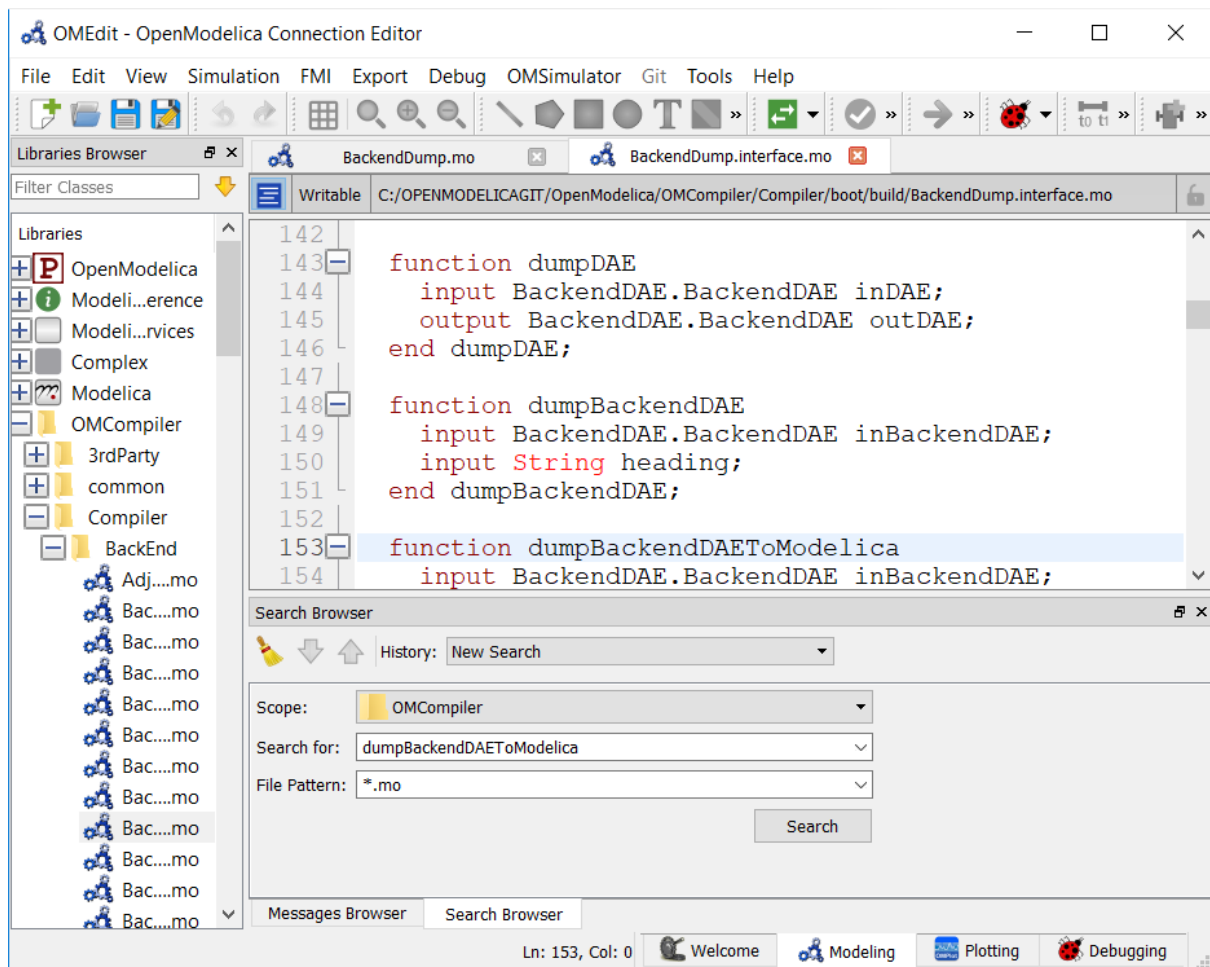 OMEdit - OpenModelica Connection Editor
File Edit View Simulation FMI Export Debug OMSimulator Git Tools Help
T » » » to t1 » »
Libraries Browser
BackendDump.mo BackendDump.interface.mo
Filter Classes
Writable C:/OPENMODELICAGIT/OpenModelica/OMCompiler/Compiler/boot/build/BackendDump.interface.mo
Libraries
P OpenModelica
i Modeli...erence
Modeli...rvices
Complex
m Modelica
OMCompiler
3rdParty
common
Compiler
BackEnd
Adj....mo
Bac....mo
Bac....mo
Bac....mo
Bac....mo
Bac....mo
Bac....mo
Bac....mo
Bac....mo
Bac....mo
Bac....mo
Bac....mo
142
143 function dumpDAE
144 input BackendDAE.BackendDAE inDAE;
145 output BackendDAE.BackendDAE outDAE;
146 end dumpDAE;
147
148 function dumpBackendDAE
149 input BackendDAE.BackendDAE inBackendDAE;
150 input String heading;
151 end dumpBackendDAE;
152
153 function dumpBackendDAEToModelica
154 input BackendDAE.BackendDAE inBackendDAE;
Search Browser
History: New Search
Scope: OMCompiler
Search for: dumpBackendDAEToModelica
File Pattern: *.mo
Search
Messages Browser Search Browser
Ln: 153, Col: 0 Welcome Modeling Plotting Debugging